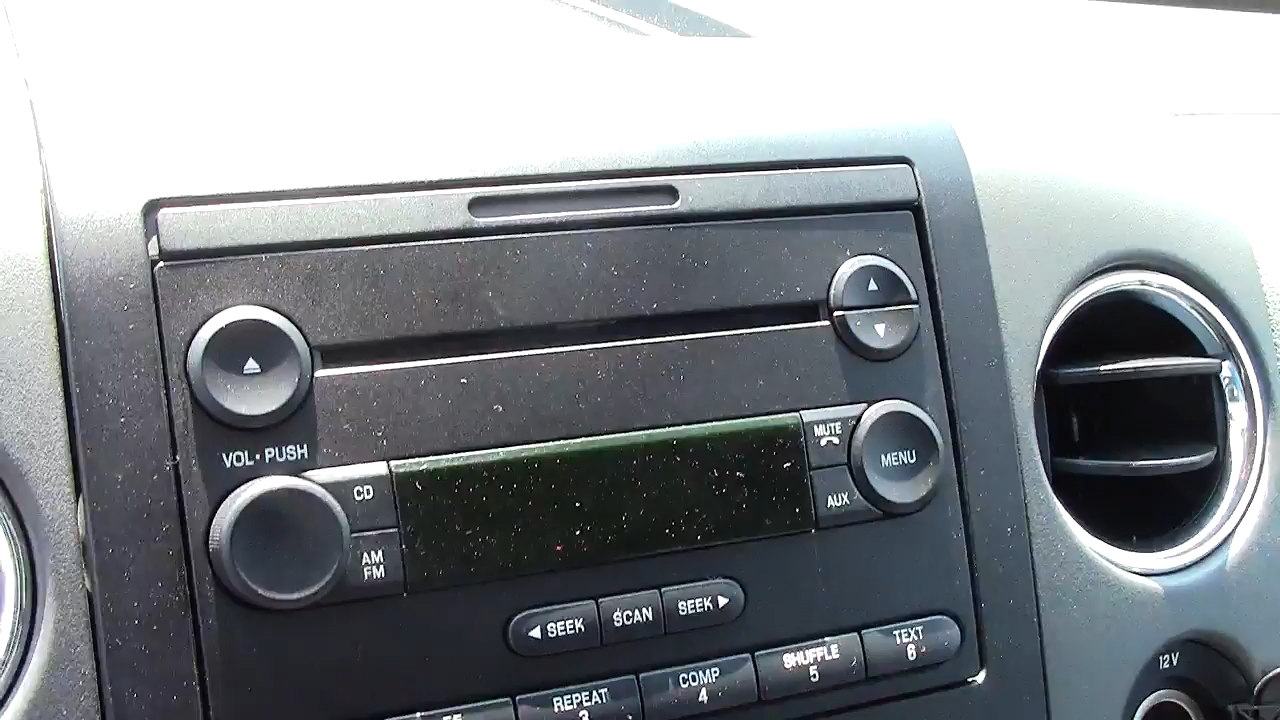 VOL•PUSH
CD
AM
FM
MUTE
MENU
AUX
SEEK
SCAN
SEEK
REPEAT
3
COMP
4
SHUFFLE
5
TEXT
6
12V